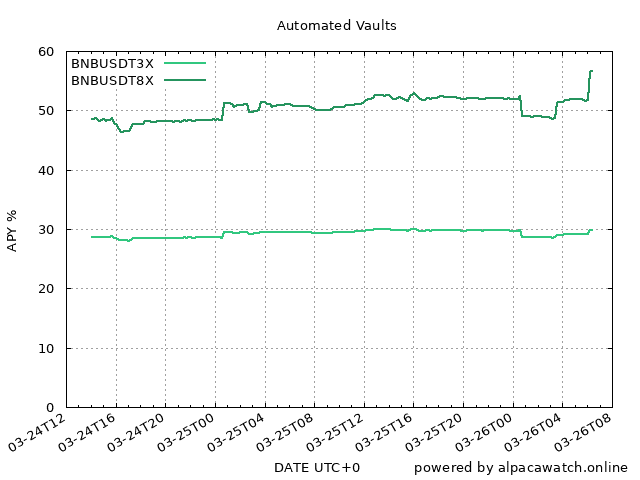 Automated Vaults
BNBUSDT3X
BNBUSDT8X
60
50
40
30
20
10
0
APY %
03-24T12
03-24T16
03-24T20
03-25T00
03-25T04
03-25T08
03-25T12
03-25T16
03-25T20
03-26T00
03-26T04
03-26T08
DATE UTC+0
powered by alpacawatch.online